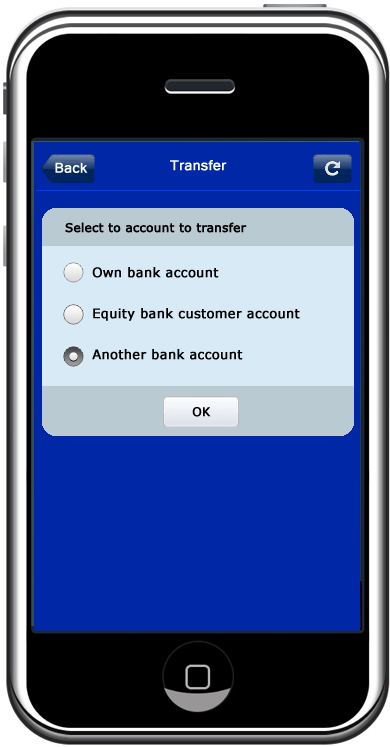 Back
Transfer
Select to account to transfer
Own bank account
Equity bank customer account
Another bank account
OK